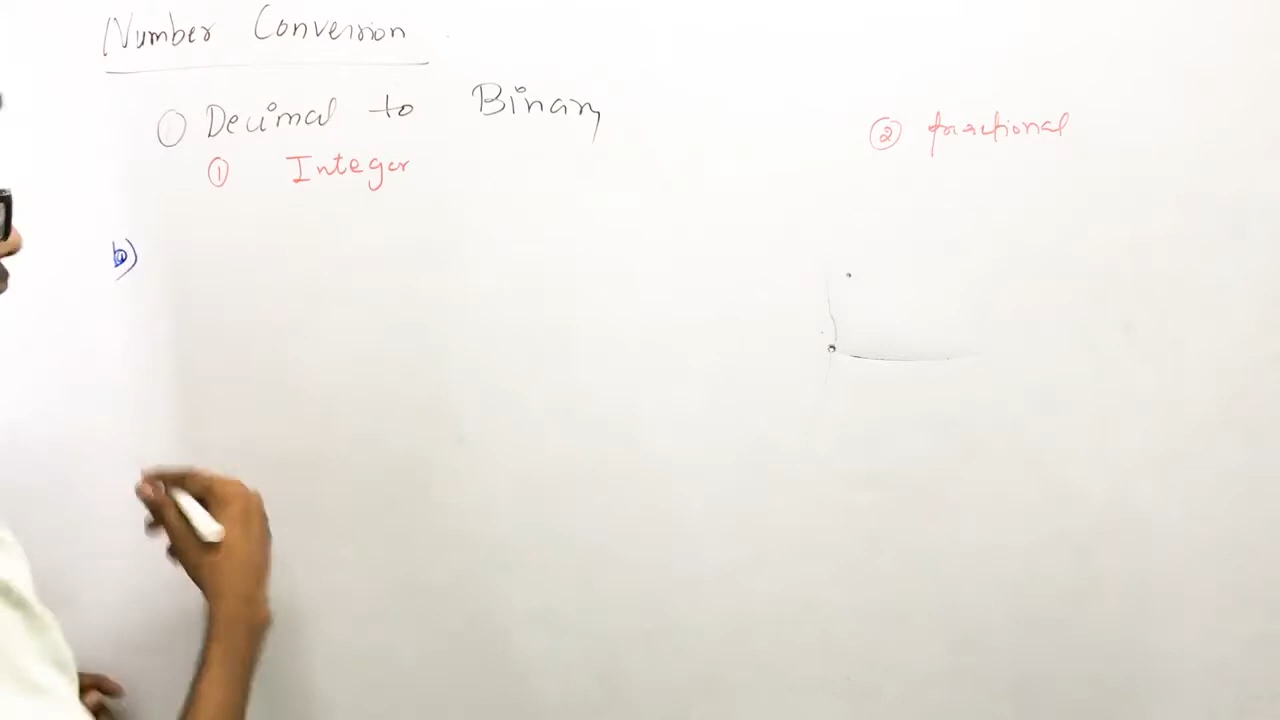 Number Conversion
① Decimal to Binary
① Integer
② fractional